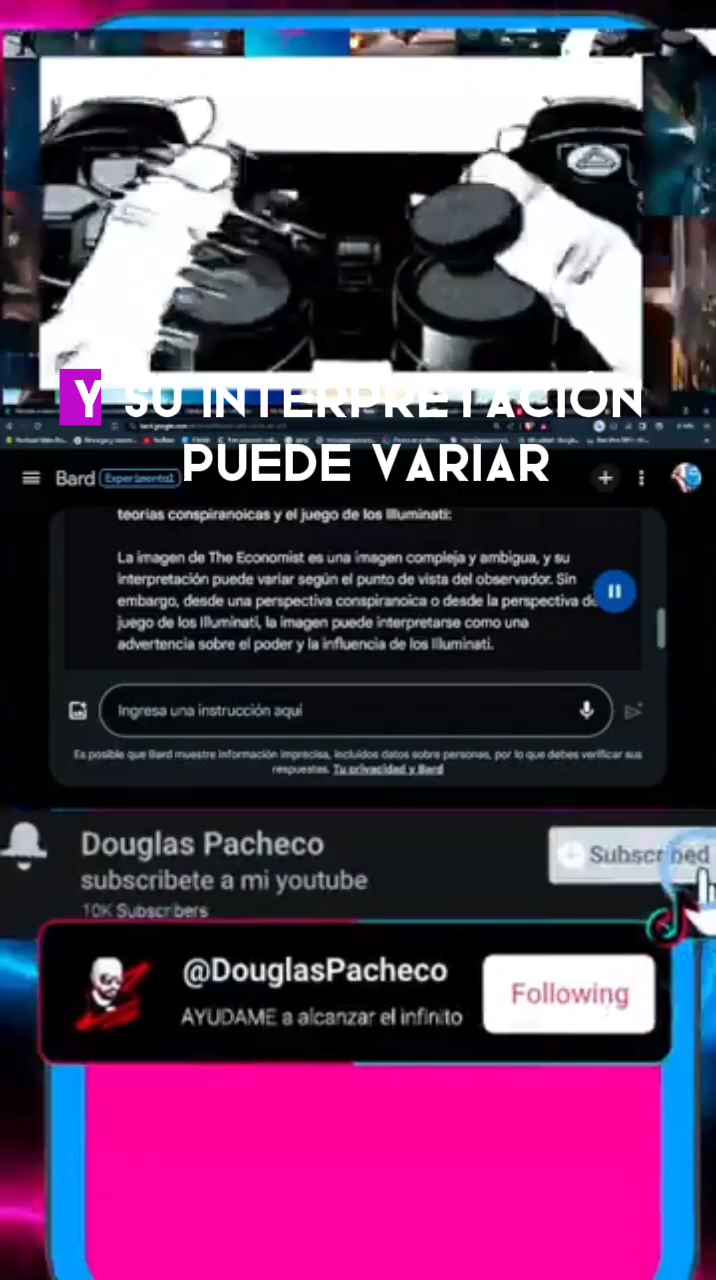 Y SU INTERPRETACIÓN
PUEDE VARIAR
Bard Experimental
teorías conspiranoicas y el juego de los Illuminati:
La imagen de The Economist es una imagen compleja y ambigua, y su
interpretación puede variar según el punto de vista del observador. Sin
embargo, desde una perspectiva conspiranoica o desde la perspectiva de
juego de los Illuminati, la imagen puede interpretarse como una
advertencia sobre el poder y la influencia de los Illuminati.
Ingresa una instrucción aquí
Es posible que Bard muestre información imprecisa, incluidos datos sobre personas, por lo que debes verificar sus
respuestas. Tu privacidad y Bard
Douglas Pacheco
Subscribed
subscribete a mi youtube
10K Subscribers
@DouglasPacheco
Following
AYUDAME a alcanzar el infinito